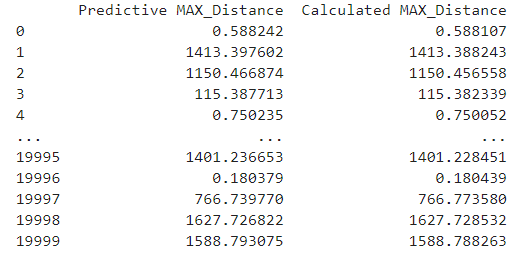 Predictive MAX_Distance Calculated MAX_Distance
0 0.588242 0.588107
1 1413.397602 1413.388243
2 1150.466874 1150.456558
3 115.387713 115.382339
4 0.750235 0.750052
... ... ...
19995 1401.236653 1401.228451
19996 0.180379 0.180439
19997 766.739770 766.773580
19998 1627.726822 1627.728532
19999 1588.793075 1588.788263